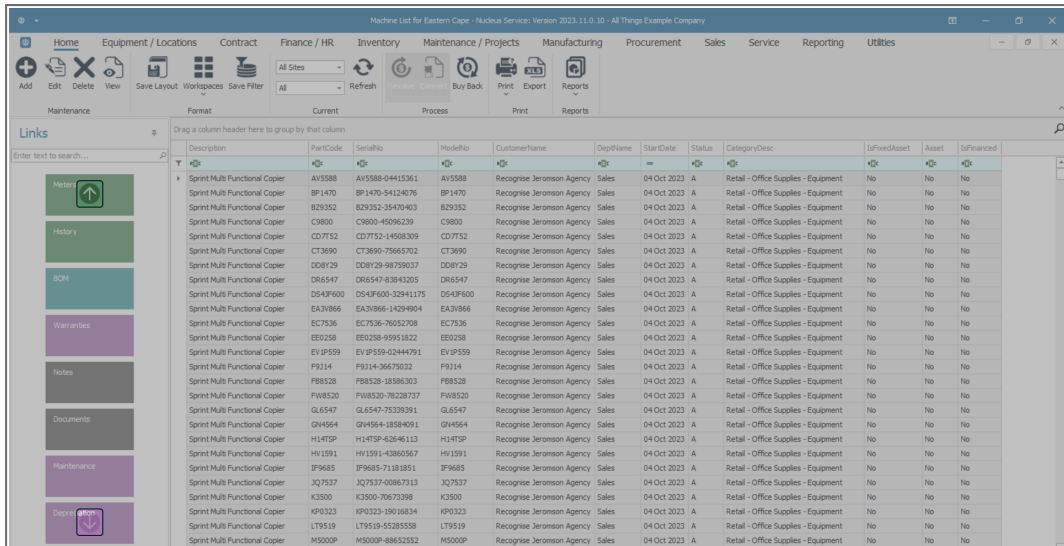 Machine List for Eastern Cape - Nucleus Service: Version 2023.11.0.10 - All Things Example Company
Home Equipment / Locations Contract Finance / HR Inventory Maintenance / Projects Manufacturing Procurement Sales Service Reporting Utilities
All Sites
All
XLS
Add Edit Delete View Save Layout Workspaces Save Filter Refresh Buy Back Print Export Reports
Maintenance Format Current Process Print Reports
Links
Enter text to search...
Meters
History
BOM
Warranties
Notes
Documents
Maintenance
Depreciation
Drag a column header here to group by that column
Description PartCode SerialNo ModelNo CustomerName DeptName StartDate Status CategoryDesc IsFixedAsset Asset IsFinanced
Sprint Multi Functional Copier AV5588 AV5588-04415361 AV5588 Recognise Jeromson Agency Sales 04 Oct 2023 A Retail - Office Supplies - Equipment No No No
Sprint Multi Functional Copier BP1470 BP1470-54124076 BP1470 Recognise Jeromson Agency Sales 04 Oct 2023 A Retail - Office Supplies - Equipment No No No
Sprint Multi Functional Copier BZ9352 BZ9352-35470403 BZ9352 Recognise Jeromson Agency Sales 04 Oct 2023 A Retail - Office Supplies - Equipment No No No
Sprint Multi Functional Copier C9800 C9800-45096239 C9800 Recognise Jeromson Agency Sales 04 Oct 2023 A Retail - Office Supplies - Equipment No No No
Sprint Multi Functional Copier CD7T52 CD7T52-14508309 CD7T52 Recognise Jeromson Agency Sales 04 Oct 2023 A Retail - Office Supplies - Equipment No No No
Sprint Multi Functional Copier CT3690 CT3690-75665702 CT3690 Recognise Jeromson Agency Sales 04 Oct 2023 A Retail - Office Supplies - Equipment No No No
Sprint Multi Functional Copier DD8Y29 DD8Y29-98759037 DD8Y29 Recognise Jeromson Agency Sales 04 Oct 2023 A Retail - Office Supplies - Equipment No No No
Sprint Multi Functional Copier DR6547 DR6547-83843205 DR6547 Recognise Jeromson Agency Sales 04 Oct 2023 A Retail - Office Supplies - Equipment No No No
Sprint Multi Functional Copier DS4JF600 DS4JF600-32941175 DS4JF600 Recognise Jeromson Agency Sales 04 Oct 2023 A Retail - Office Supplies - Equipment No No No
Sprint Multi Functional Copier EA3V866 EA3V866-14294904 EA3V866 Recognise Jeromson Agency Sales 04 Oct 2023 A Retail - Office Supplies - Equipment No No No
Sprint Multi Functional Copier EC7536 EC7536-76052708 EC7536 Recognise Jeromson Agency Sales 04 Oct 2023 A Retail - Office Supplies - Equipment No No No
Sprint Multi Functional Copier EE0258 EE0258-95951822 EE0258 Recognise Jeromson Agency Sales 04 Oct 2023 A Retail - Office Supplies - Equipment No No No
Sprint Multi Functional Copier EV1P559 EV1P559-02444791 EV1P559 Recognise Jeromson Agency Sales 04 Oct 2023 A Retail - Office Supplies - Equipment No No No
Sprint Multi Functional Copier F9J14 F9J14-36675032 F9J14 Recognise Jeromson Agency Sales 04 Oct 2023 A Retail - Office Supplies - Equipment No No No
Sprint Multi Functional Copier FB8528 FB8528-18586303 FB8528 Recognise Jeromson Agency Sales 04 Oct 2023 A Retail - Office Supplies - Equipment No No No
Sprint Multi Functional Copier FW8520 FW8520-78228737 FW8520 Recognise Jeromson Agency Sales 04 Oct 2023 A Retail - Office Supplies - Equipment No No No
Sprint Multi Functional Copier GL6547 GL6547-75339391 GL6547 Recognise Jeromson Agency Sales 04 Oct 2023 A Retail - Office Supplies - Equipment No No No
Sprint Multi Functional Copier GN4564 GN4564-18584091 GN4564 Recognise Jeromson Agency Sales 04 Oct 2023 A Retail - Office Supplies - Equipment No No No
Sprint Multi Functional Copier H14TSP H14TSP-62646113 H14TSP Recognise Jeromson Agency Sales 04 Oct 2023 A Retail - Office Supplies - Equipment No No No
Sprint Multi Functional Copier HV1591 HV1591-43860567 HV1591 Recognise Jeromson Agency Sales 04 Oct 2023 A Retail - Office Supplies - Equipment No No No
Sprint Multi Functional Copier IF9685 IF9685-71181851 IF9685 Recognise Jeromson Agency Sales 04 Oct 2023 A Retail - Office Supplies - Equipment No No No
Sprint Multi Functional Copier JQ7537 JQ7537-00867313 JQ7537 Recognise Jeromson Agency Sales 04 Oct 2023 A Retail - Office Supplies - Equipment No No No
Sprint Multi Functional Copier K3500 K3500-70673398 K3500 Recognise Jeromson Agency Sales 04 Oct 2023 A Retail - Office Supplies - Equipment No No No
Sprint Multi Functional Copier KP0323 KP0323-19016834 KP0323 Recognise Jeromson Agency Sales 04 Oct 2023 A Retail - Office Supplies - Equipment No No No
Sprint Multi Functional Copier LT9519 LT9519-55285558 LT9519 Recognise Jeromson Agency Sales 04 Oct 2023 A Retail - Office Supplies - Equipment No No No
Sprint Multi Functional Copier M5000P M5000P-88652552 M5000P Recognise Jeromson Agency Sales 04 Oct 2023 A Retail - Office Supplies - Equipment No No No